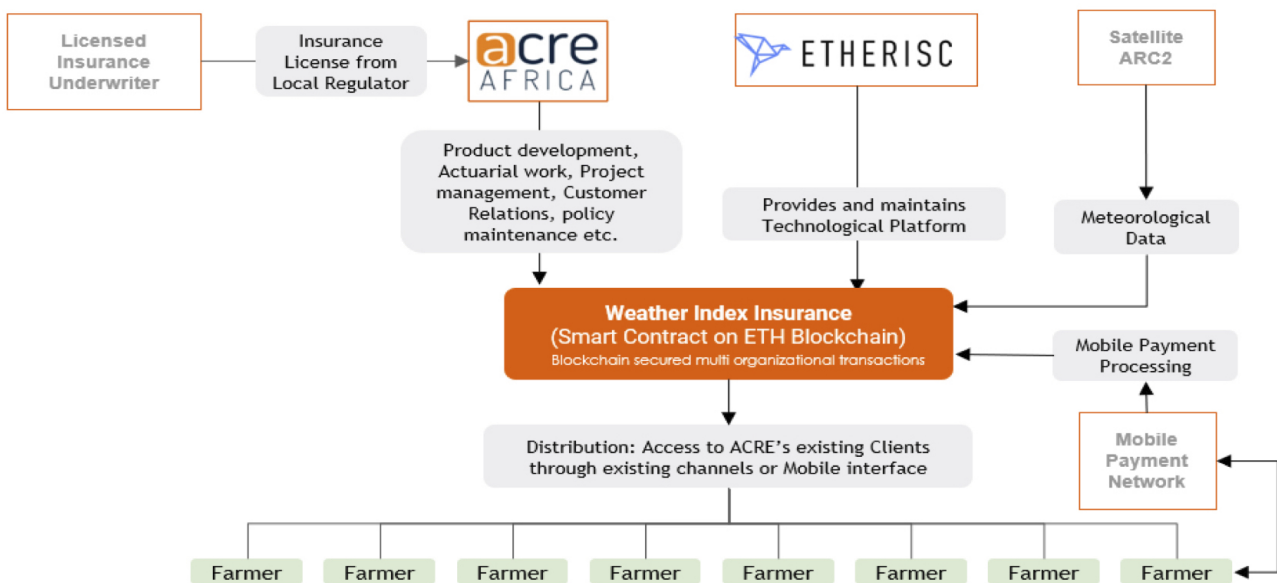 Licensed
Insurance
Underwriter
Insurance
License from
Local Regulator
acre
AFRICA
ETHERISC
Satellite
ARC2
Product development,
Actuarial work, Project
management, Customer
Relations, policy
maintenance etc.
Provides and maintains
Technological Platform
Meteorological
Data
Weather Index Insurance
(Smart Contract on ETH Blockchain)
Blockchain secured multi organizational transactions
Mobile Payment
Processing
Distribution: Access to ACRE’s existing Clients
through existing channels or Mobile interface
Mobile
Payment
Network
Farmer
Farmer
Farmer
Farmer
Farmer
Farmer
Farmer
Farmer